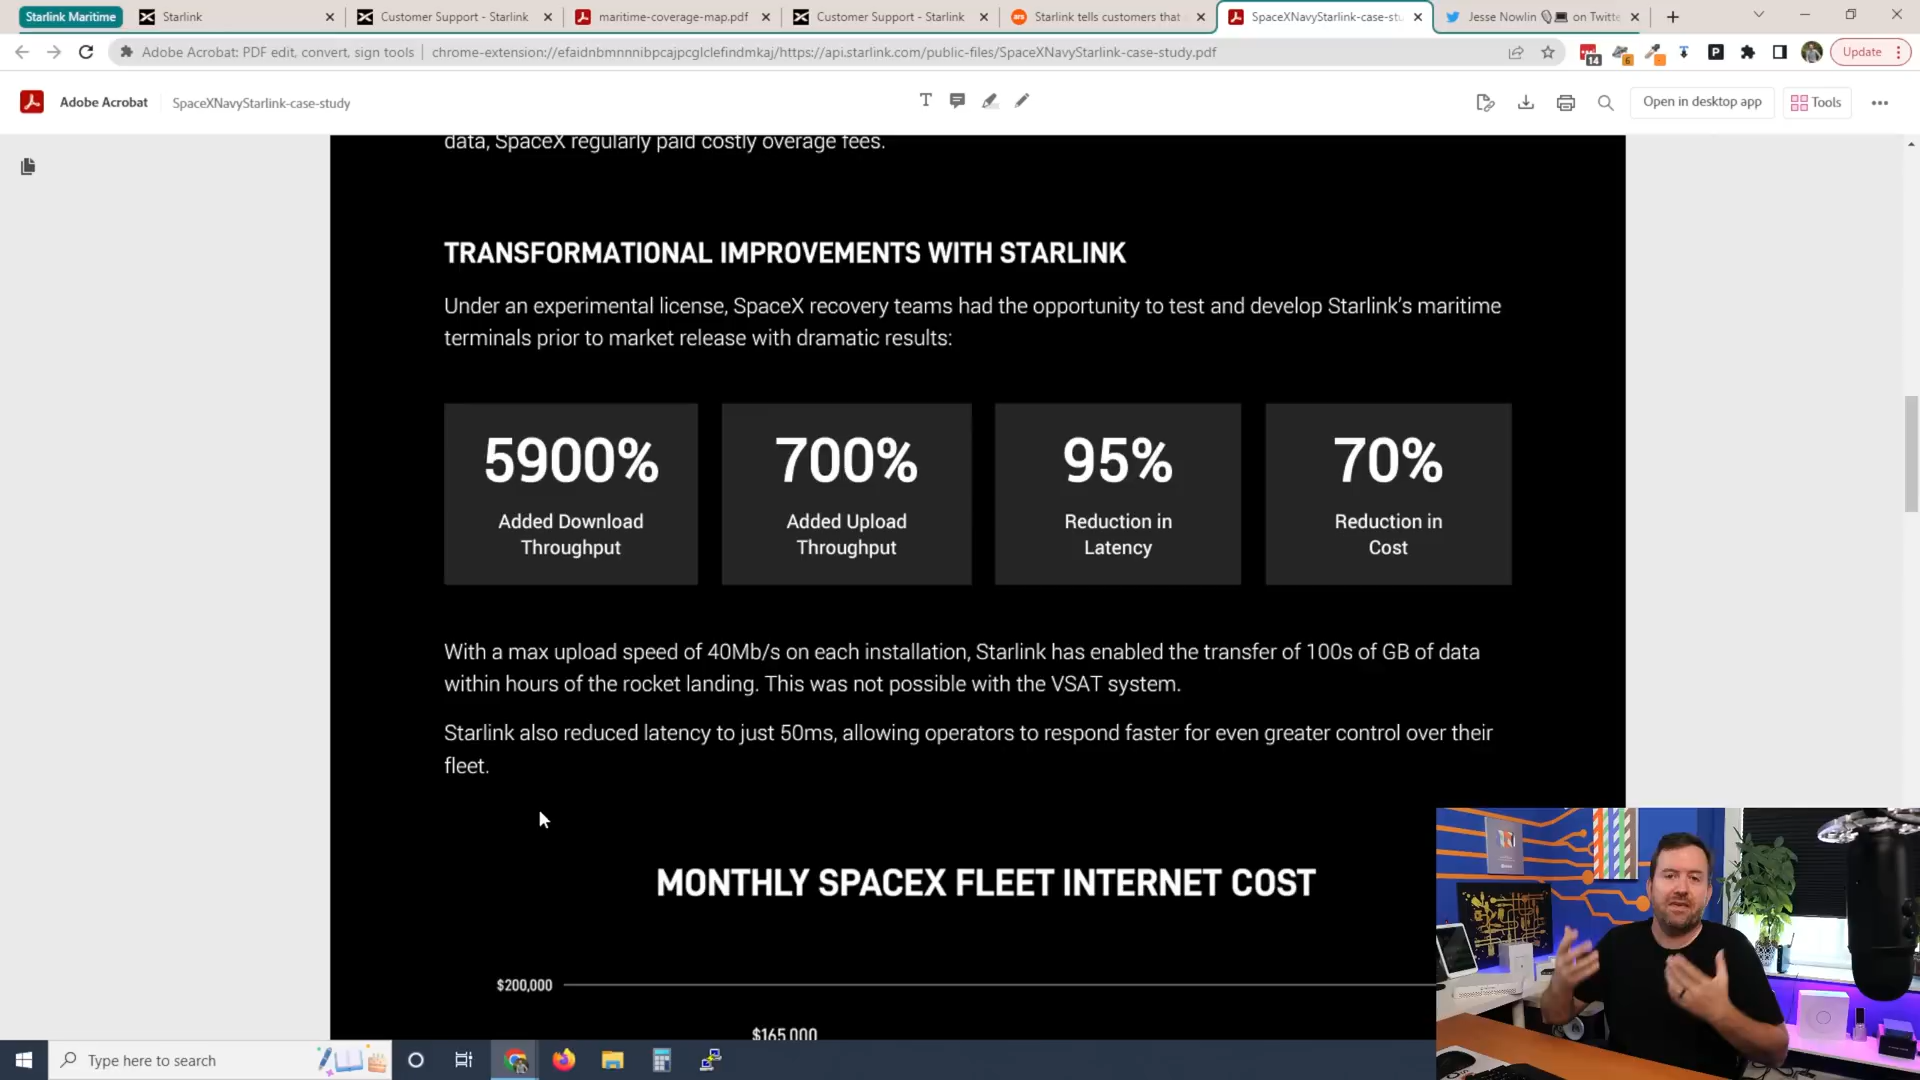 Starlink Maritime
Starlink
Customer Support - Starlink
maritime-coverage-map.pdf
Customer Support - Starlink
ars
Starlink tells customers that
SpaceXNavyStarlink-case-stu
Jesse Nowlin on Twitte
Adobe Acrobat: PDF edit, convert, sign tools | chrome-extension://efaidnbmnnnibpcajpcglclefindmkaj/https://api.starlink.com/public-files/SpaceXNavyStarlink-case-study.pdf
14
6
P
Update
Adobe Acrobat
SpaceXNavyStarlink-case-study
Open in desktop app
Tools
data, SpaceX regularly paid costly overage fees.
TRANSFORMATIONAL IMPROVEMENTS WITH STARLINK
Under an experimental license, SpaceX recovery teams had the opportunity to test and develop Starlink’s maritime
terminals prior to market release with dramatic results:
5900%
Added Download
Throughput
700%
Added Upload
Throughput
95%
Reduction in
Latency
70%
Reduction in
Cost
With a max upload speed of 40Mb/s on each installation, Starlink has enabled the transfer of 100s of GB of data
within hours of the rocket landing. This was not possible with the VSAT system.
Starlink also reduced latency to just 50ms, allowing operators to respond faster for even greater control over their
fleet.
MONTHLY SPACEX FLEET INTERNET COST
$200,000
$165,000
Type here to search